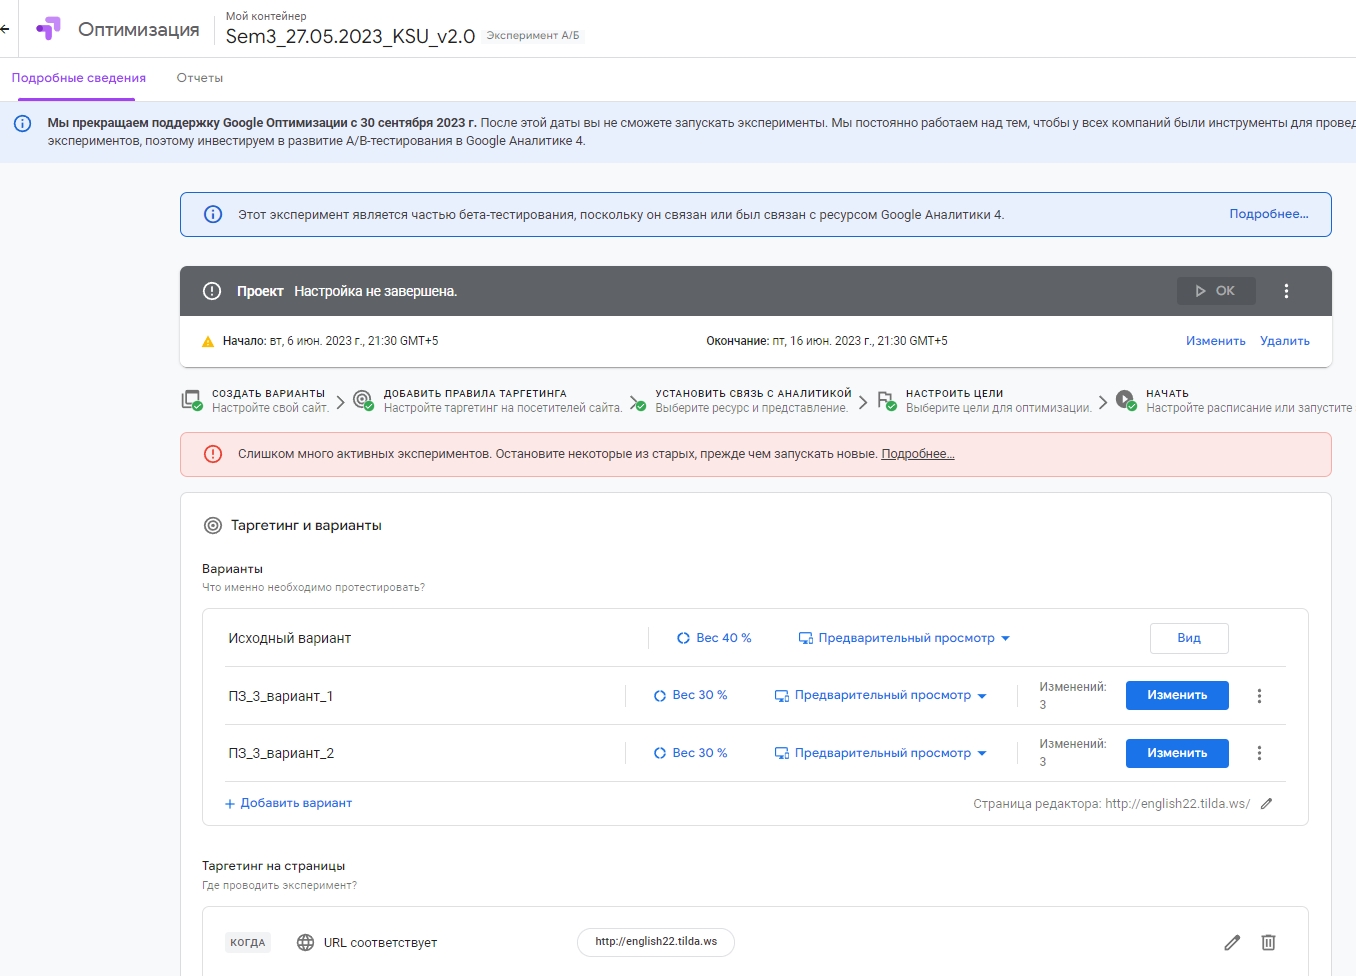 Мой контейнер
Оптимизация
Sem3_27.05.2023_KSU_v2.0 Эксперимент А/Б
Подробные сведения Отчеты
Мы прекращаем поддержку Google Оптимизации с 30 сентября 2023 г. После этой даты вы не сможете запускать эксперименты. Мы постоянно работаем над тем, чтобы у всех компаний были инструменты для провед
экспериментов, поэтому инвестируем в развитие A/B-тестирования в Google Аналитике 4.
Этот эксперимент является частью бета-тестирования, поскольку он связан или был связан с ресурсом Google Аналитики 4. Подробнее...
Проект Настройка не завершена. ОК
Начало: вт, 6 июн. 2023 г., 21:30 GMT+5 Окончание: пт, 16 июн. 2023 г., 21:30 GMT+5 Изменить Удалить
СОЗДАТЬ ВАРИАНТЫ ДОБАВИТЬ ПРАВИЛА ТАРГЕТИНГА УСТАНОВИТЬ СВЯЗЬ С АНАЛИТИКОЙ НАСТРОИТЬ ЦЕЛИ НАЧАТЬ
Настройте свой сайт. Настройте таргетинг на посетителей сайта. Выберите ресурс и представление. Выберите цели для оптимизации. Настройте расписание или запустите
Слишком много активных экспериментов. Остановите некоторые из старых, прежде чем запускать новые. Подробнее...
Таргетинг и варианты
Варианты
Что именно необходимо протестировать?
Исходный вариант Вес 40 % Предварительный просмотр Вид
ПЗ_3_вариант_1 Вес 30 % Предварительный просмотр Изменений: 3 Изменить
ПЗ_3_вариант_2 Вес 30 % Предварительный просмотр Изменений: 3 Изменить
+ Добавить вариант Страница редактора: http://english22.tilda.ws/
Таргетинг на страницы
Где проводить эксперимент?
КОГДА URL соответствует http://english22.tilda.ws